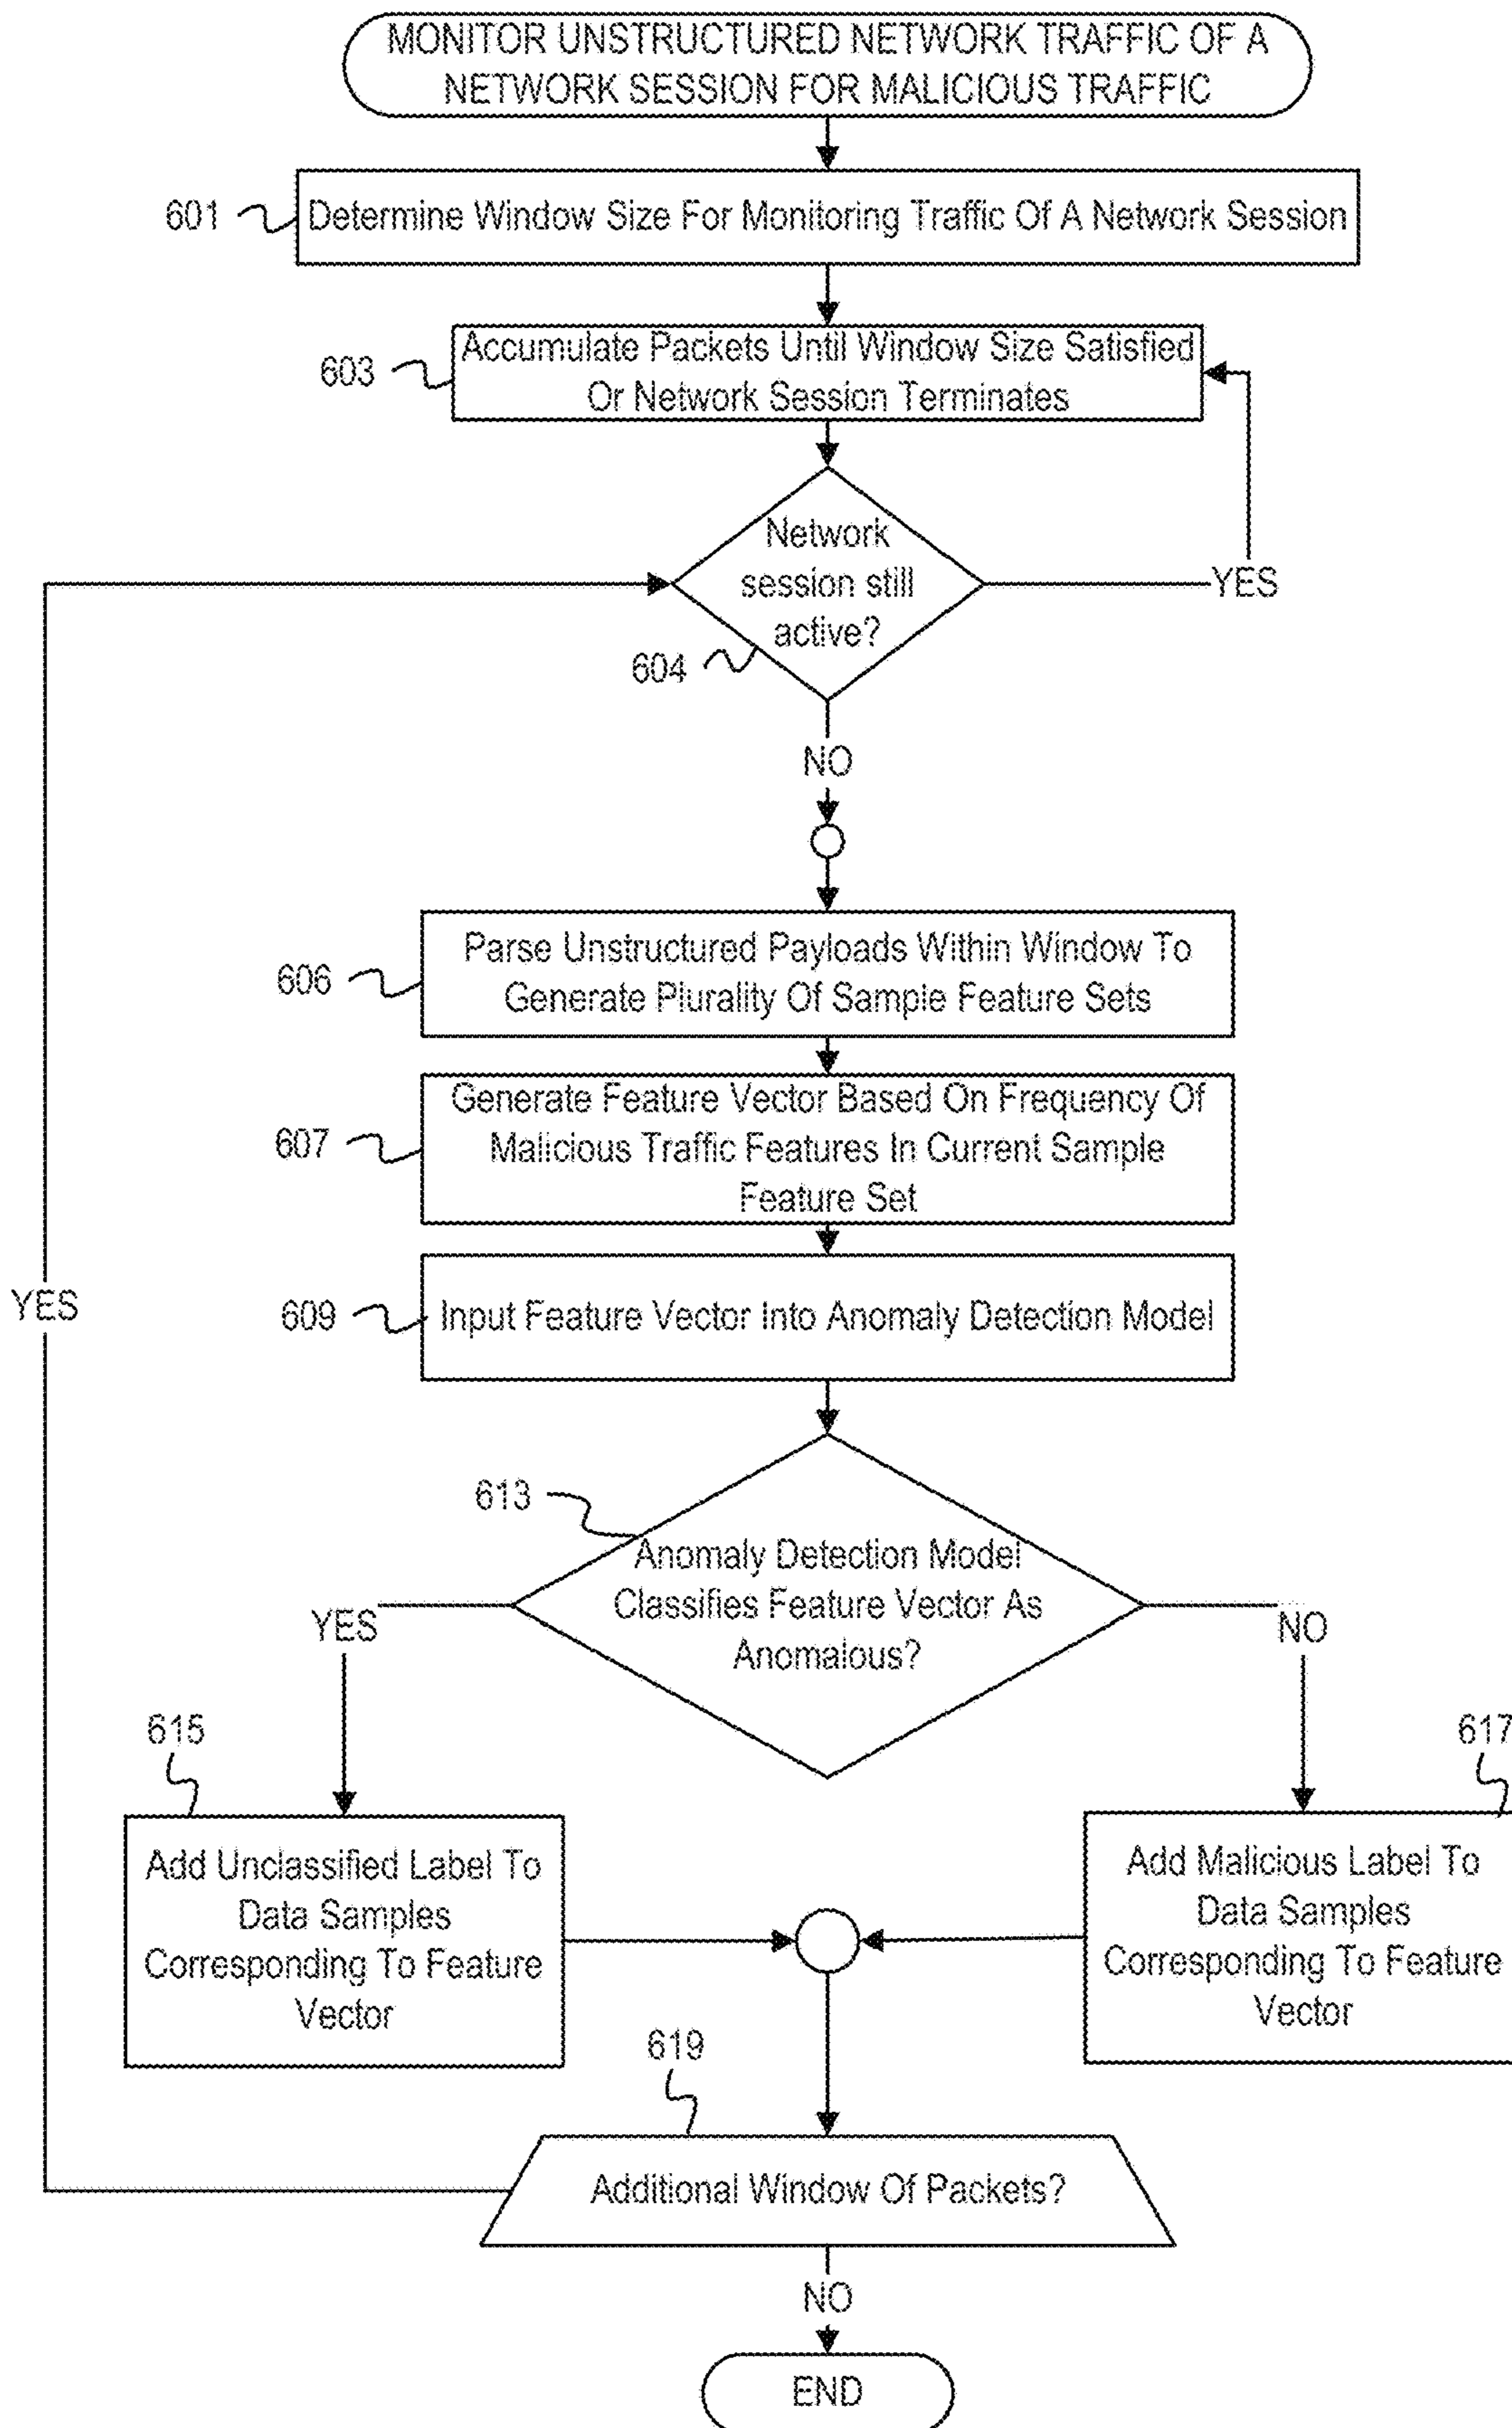 MONITOR UNSTRUCTURED NETWORK TRAFFIC OF A
NETWORK SESSION FOR MALICIOUS TRAFFIC
601
Determine Window Size For Monitoring Traffic Of A Network Session
603
Accumulate Packets Until Window Size Satisfied
Or Network Session Terminates
Network
session still
active?
YES
604
NO
606
Parse Unstructured Payloads Within Window To
Generate Plurality Of Sample Feature Sets
607
Generate Feature Vector Based On Frequency Of
Malicious Traffic Features In Current Sample
Feature Set
YES
609
Input Feature Vector Into Anomaly Detection Model
613
Anomaly Detection Model
Classifies Feature Vector As
Anomalous?
YES
NO
615
617
Add Unclassified Label To
Data Samples
Corresponding To Feature
Vector
Add Malicious Label To
Data Samples
Corresponding To Feature
Vector
619
Additional Window Of Packets?
NO
END